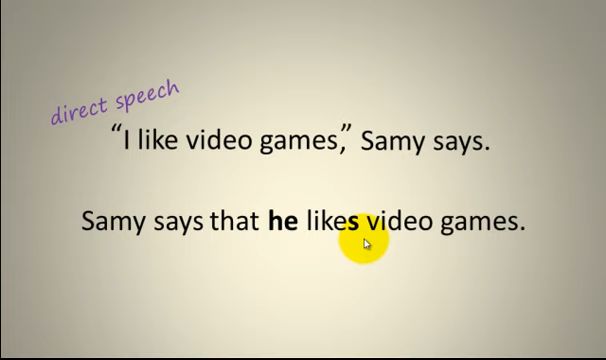 direct speech
“I like video games,” Samy says.
Samy says that he likes video games.